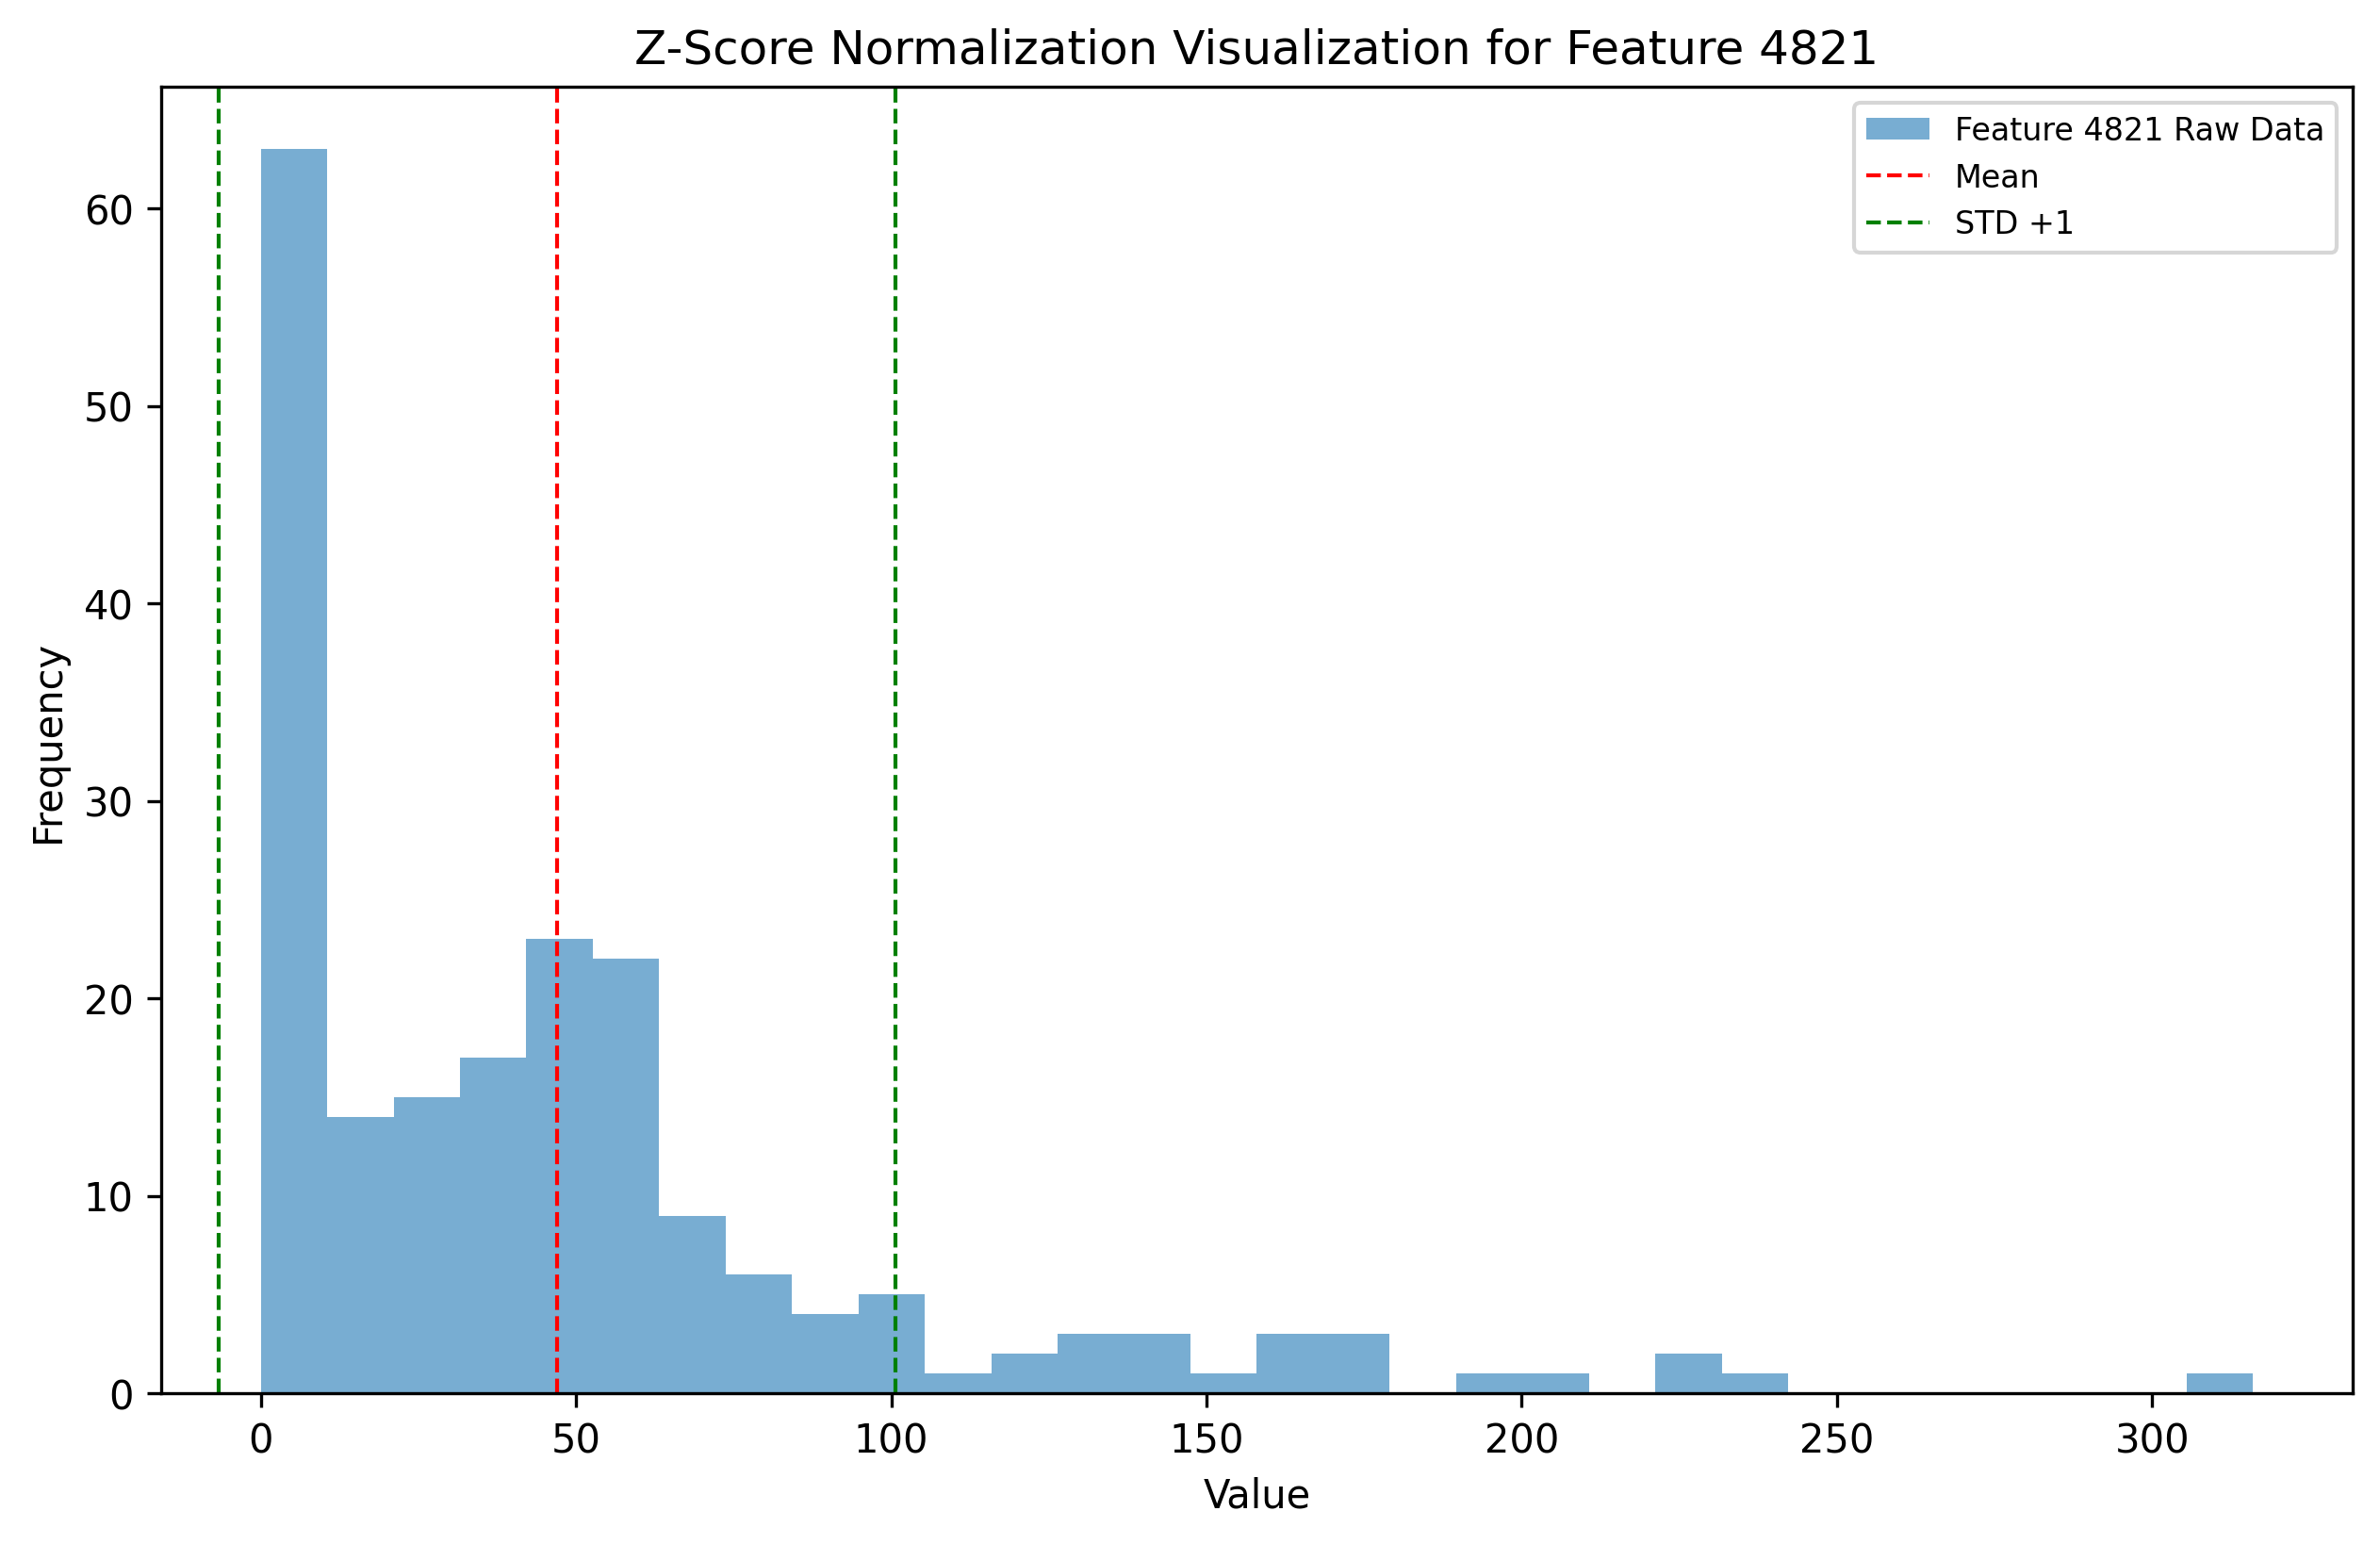 Z-Score Normalization Visualization for Feature 4821
Feature 4821 Raw Data
Mean
STD +1
60
50
40
30
20
10
0
Frequency
0 50 100 150 200 250 300
Value